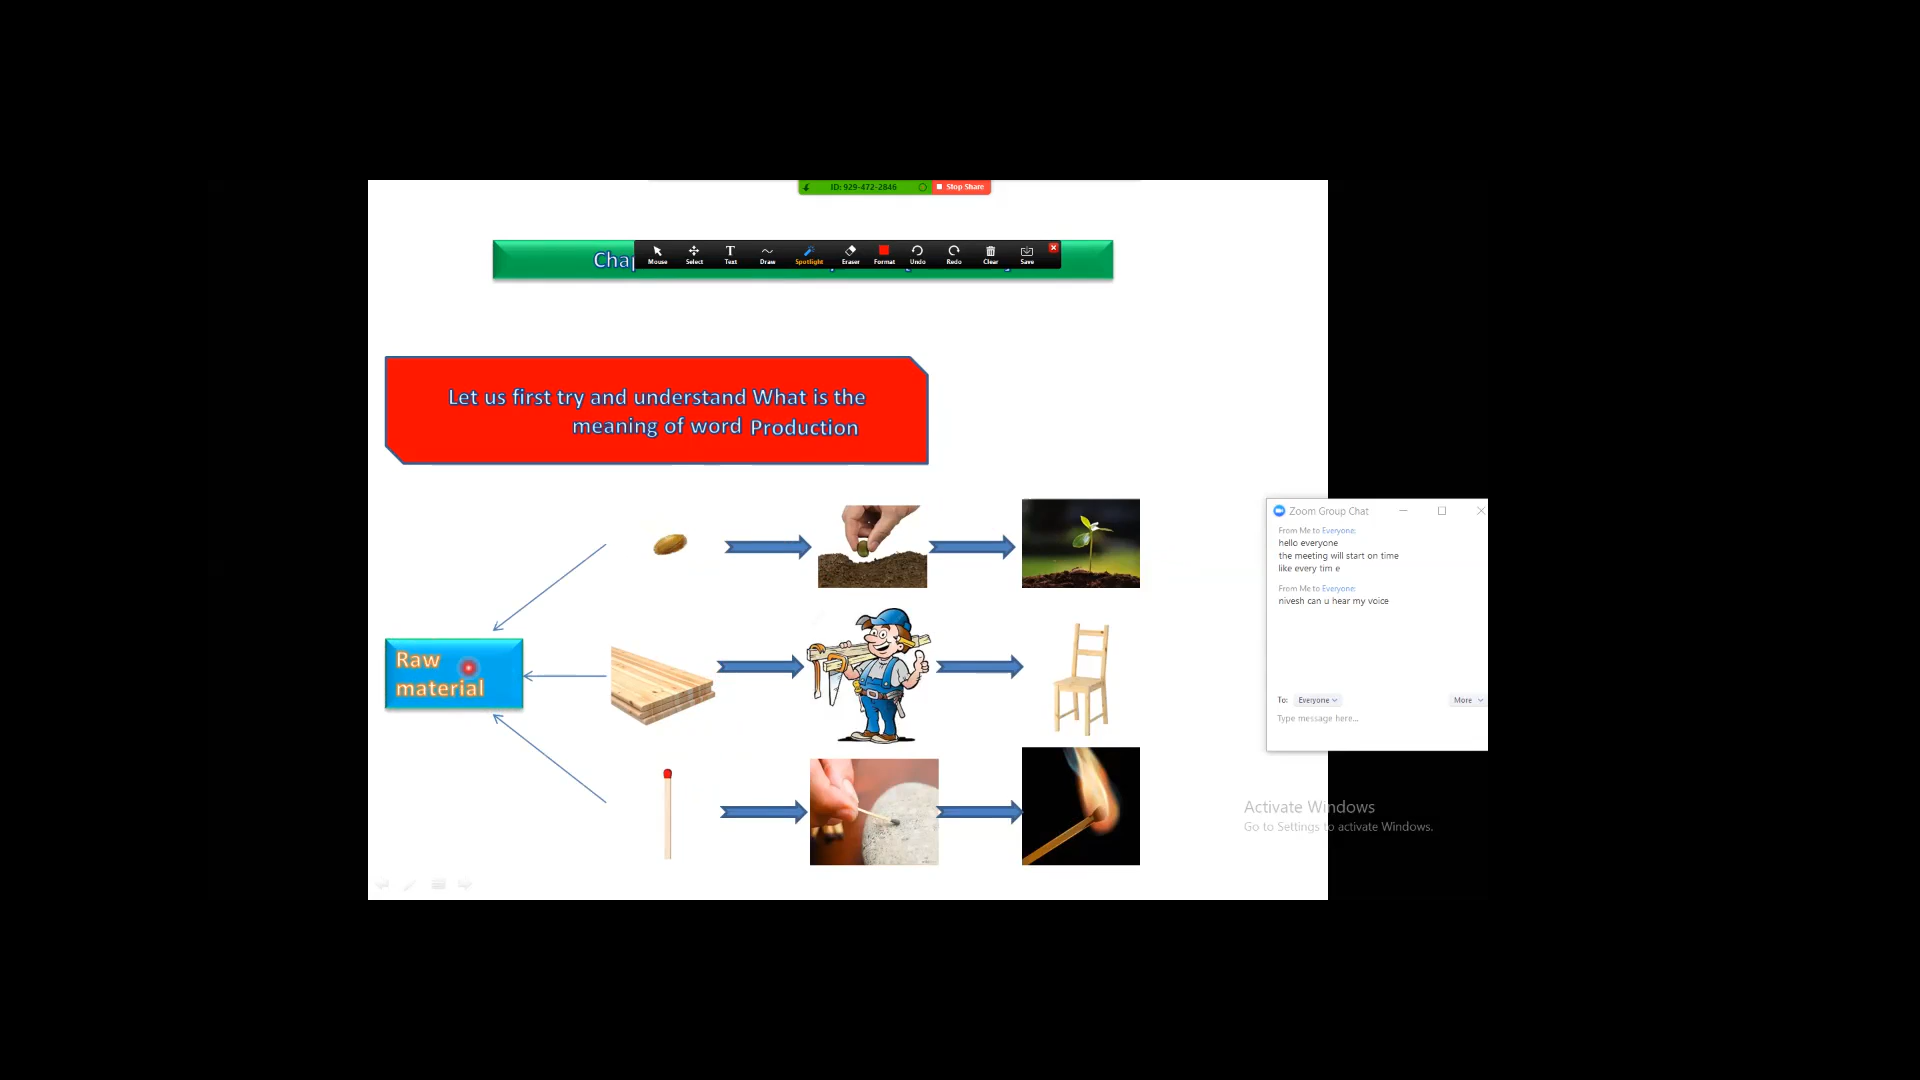 ID: 929-472-2846
Stop Share
Mouse
Select
Text
Draw
Spotlight
Eraser
Format
Undo
Redo
Clear
Save
Let us first try and understand What is the
meaning of word Production
Raw
material
Zoom Group Chat
From Me to Everyone:
hello everyone
the meeting will start on time
like every tim e
From Me to Everyone:
nivesh can u hear my voice
To: Everyone
More
Type message here...
Activate Windows
Go to Settings to activate Windows.